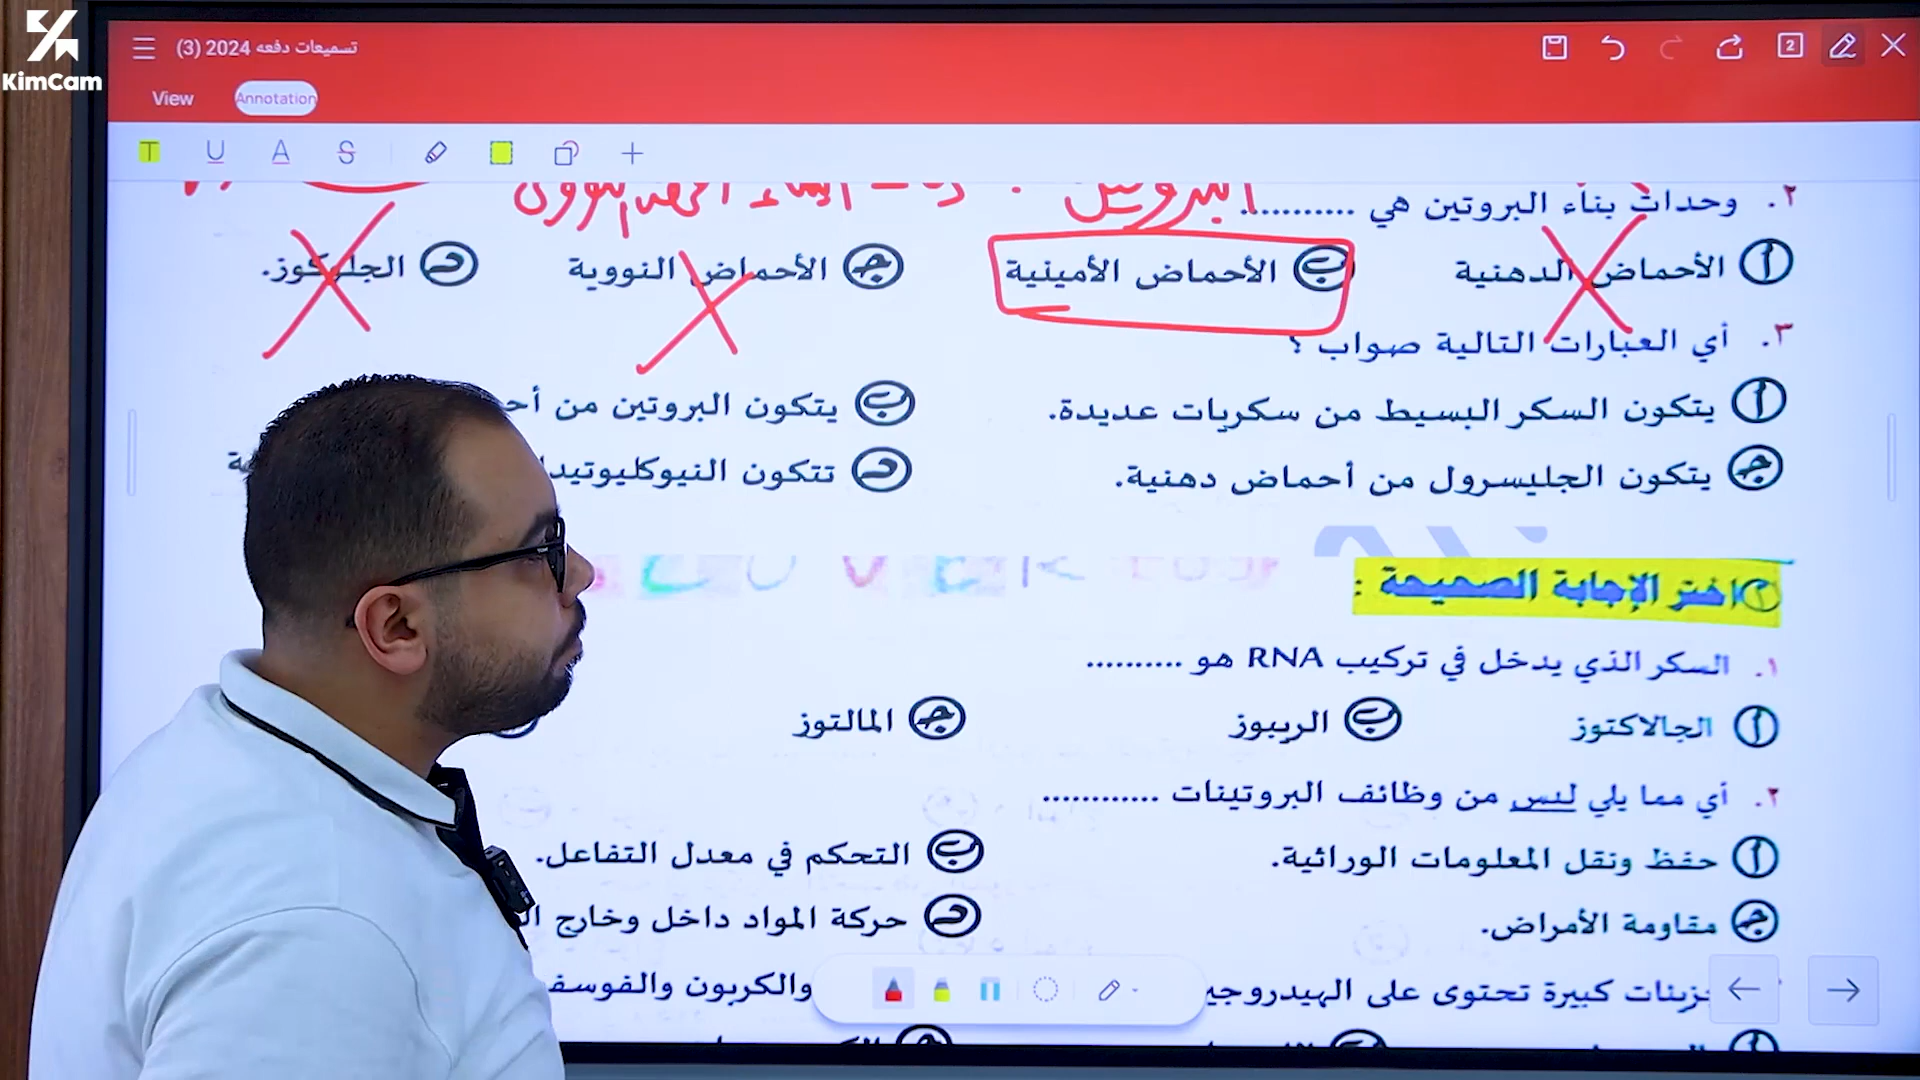 KimCam
تسميعات دفعه 2024 (3)
2
View
Annotation
T U A S
٢. وحدات بناء البروتين هي ...........
أ الأحماض الدهنية
ب الأحماض الأمينية
ج الأحماض النووية
د الجلوكوز.
٣. أي العبارات التالية صواب ؟
أ يتكون السكر البسيط من سكريات عديدة.
ب يتكون البروتين من
ج يتكون الجليسرول من أحماض دهنية.
د تتكون
٢ اختر الإجابة الصحيحة :
١. السكر الذي يدخل في تركيب RNA هو ..........
أ الجالاكتوز
ب الريبوز
ج المالتوز
٢. أي مما يلي ليس من وظائف البروتينات ............
أ حفظ ونقل المعلومات الوراثية.
ب التحكم في معدل التفاعل.
ج مقاومة الأمراض.
د حركة المواد داخل وخارج
كبيرة تحتوى على
والكربون